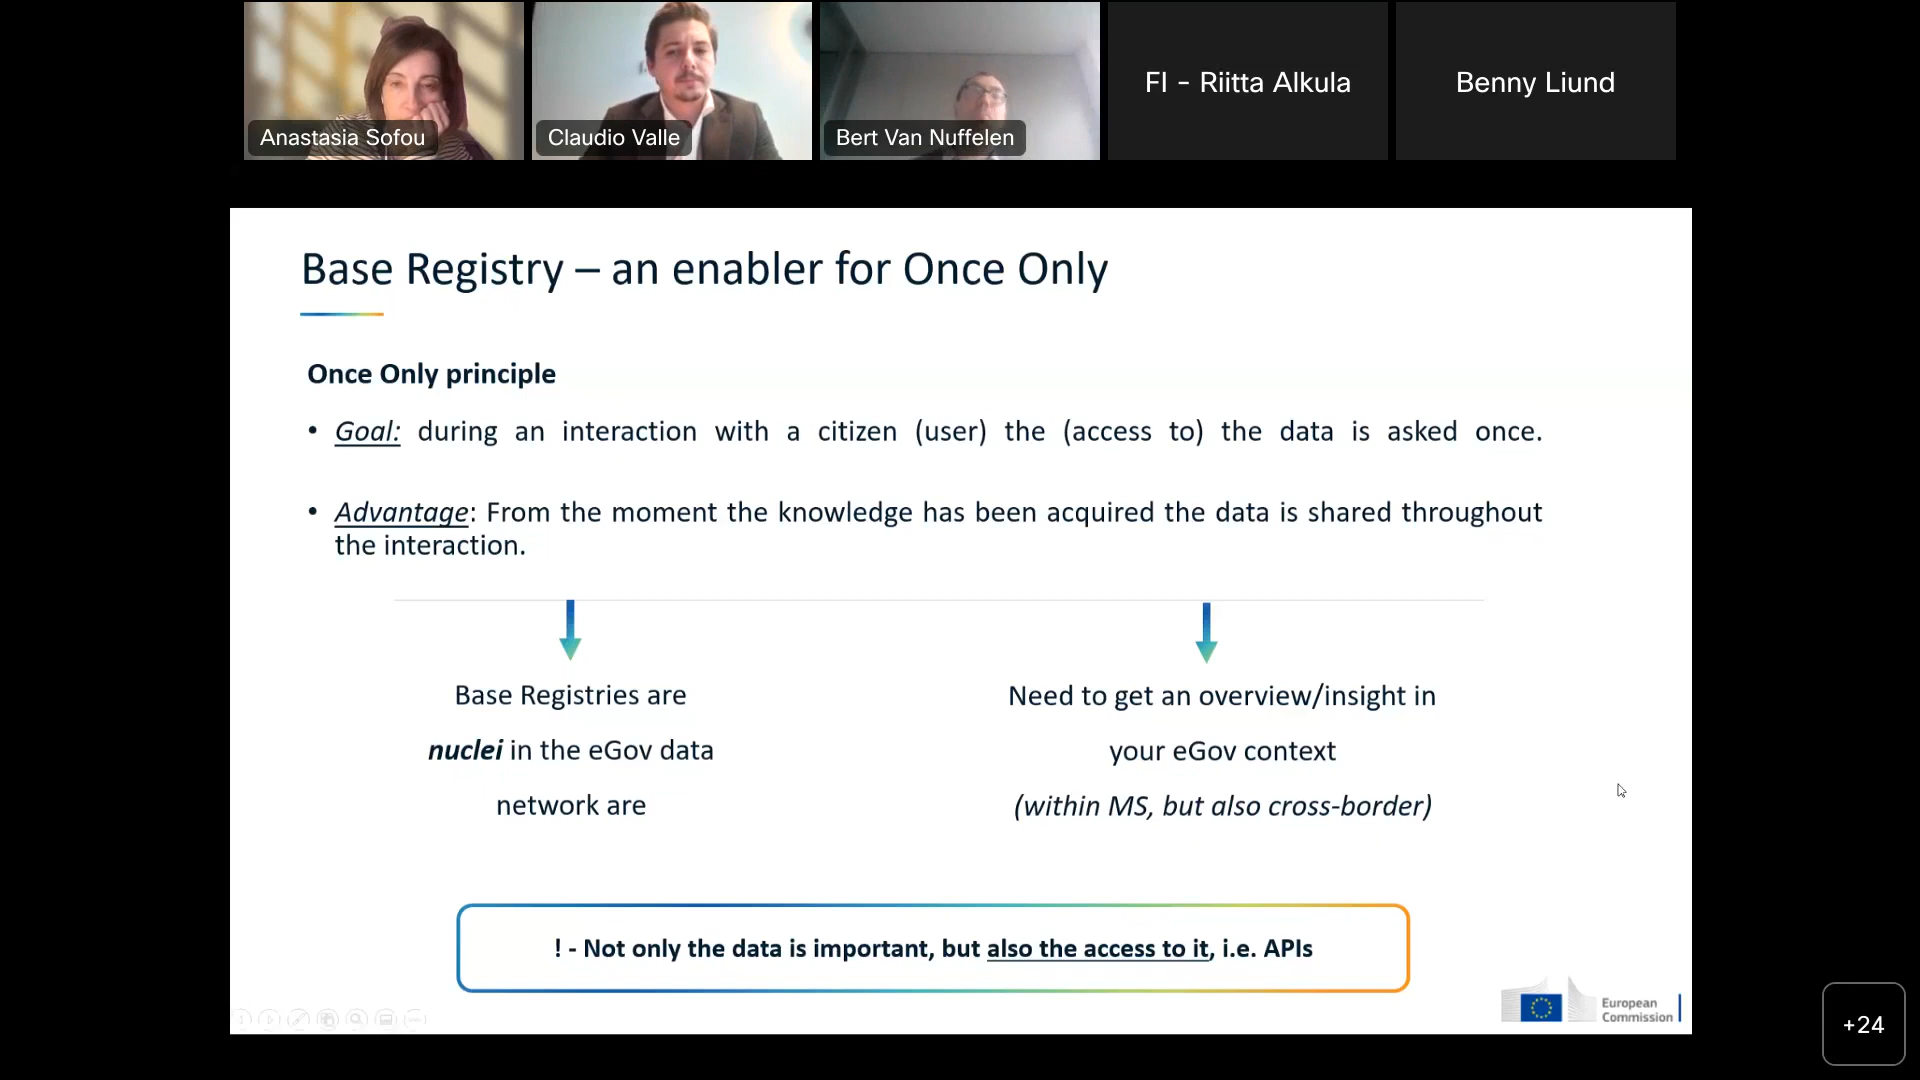 Anastasia Sofou
Claudio Valle
Bert Van Nuffelen
FI - Riitta Alkula
Benny Liund
Base Registry – an enabler for Once Only
Once Only principle
• Goal: during an interaction with a citizen (user) the (access to) the data is asked once.
• Advantage: From the moment the knowledge has been acquired the data is shared throughout
the interaction.
Base Registries are
nuclei in the eGov data
network are
Need to get an overview/insight in
your eGov context
(within MS, but also cross-border)
! - Not only the data is important, but also the access to it, i.e. APIs
European
Commission
+24